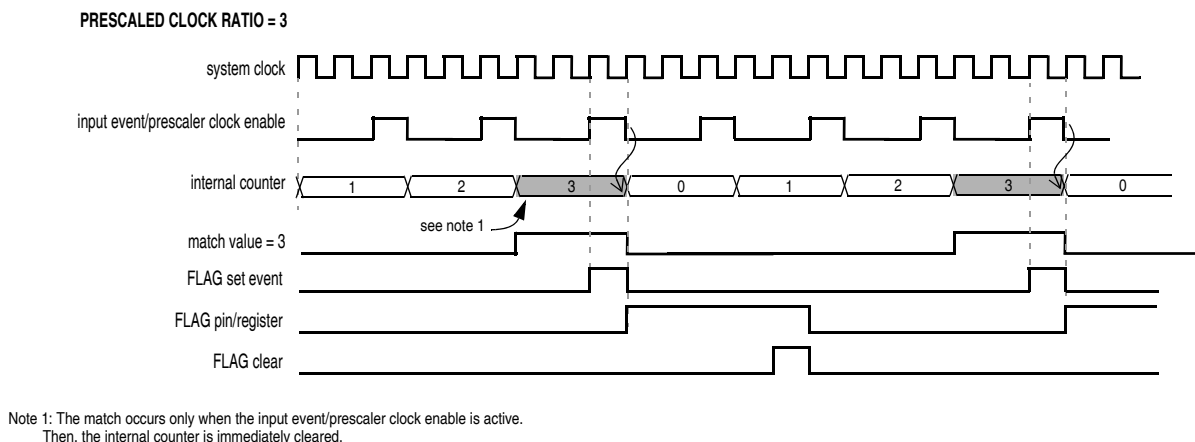 PRESCALED CLOCK RATIO = 3
system clock
input event/prescaler clock enable
internal counter
1 2 3 0 1 2 3 0
see note 1
match value = 3
FLAG set event
FLAG pin/register
FLAG clear
Note 1: The match occurs only when the input event/prescaler clock enable is active.
Then, the internal counter is immediately cleared.